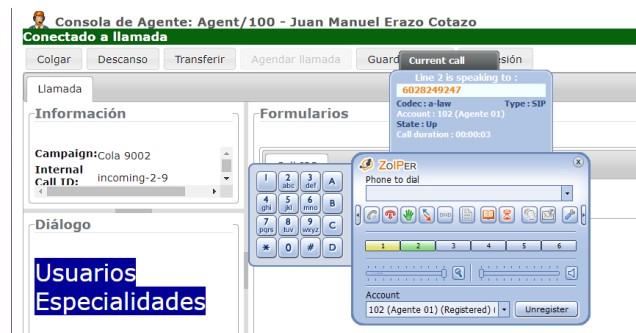 Consola de Agente: Agent/100 - Juan Manuel Erazo Cotazo
Conectado a llamada
Colgar Descanso Transferir Agendar llamada Guard esión
Current call
Line 2 is speaking to :
6028249247
Codec : a-law Type : SIP
Account : 102 (Agente 01)
State : Up
Call duration : 00:00:03
Llamada
Información
Formularios
Campaign: Cola 9002
Internal
Call ID: incoming-2-9
ZOIPER
Phone to dial
1 2 abc 3 def A
4 ghi 5 jkl 6 mno B
7 pqrs 8 tuv 9 wxyz C
* 0 # D
DND
1 2 3 4 5 6
Account
102 (Agente 01) (Registered) Unregister
Diálogo
Usuarios
Especialidades